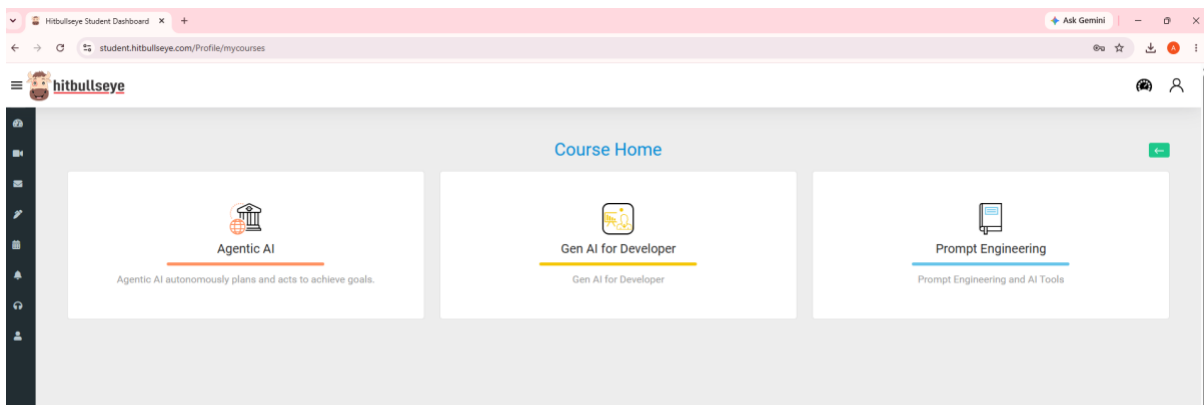 Hitbullseye Student Dashboard
Ask Gemini
student.hitbullseye.com/Profile/mycourses
A
hitbullseye
Course Home
Agentic AI
Agentic AI autonomously plans and acts to achieve goals.
Gen AI for Developer
Gen AI for Developer
Prompt Engineering
Prompt Engineering and AI Tools